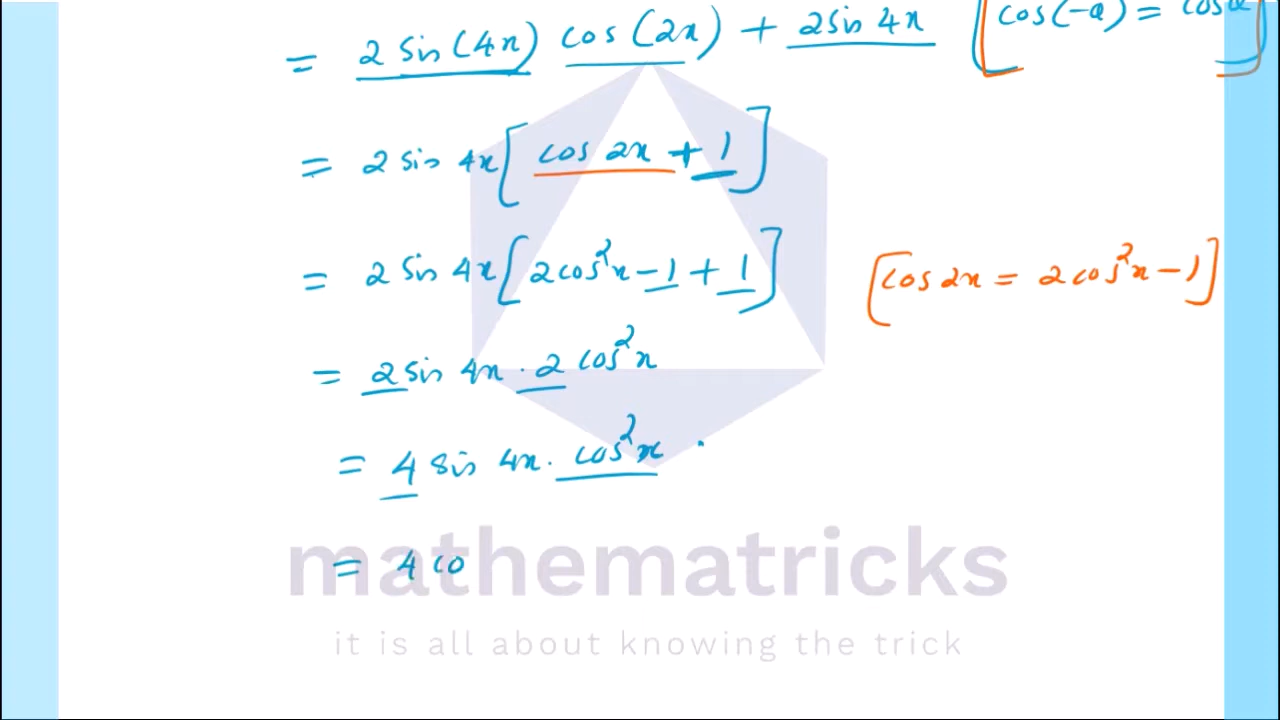 = 2 sin(4x) cos(2x) + 2sin 4x [cos(-a) = cosa
= 2 sin 4x[cos 2x + 1]
= 2 sin 4x[2cos²x - 1 + 1] [cos 2x = 2cos²x - 1]
= 2sin 4x · 2 cos²x
= 4 sin 4x · cos²x .
= 4 co
mathematricks
it is all about knowing the trick